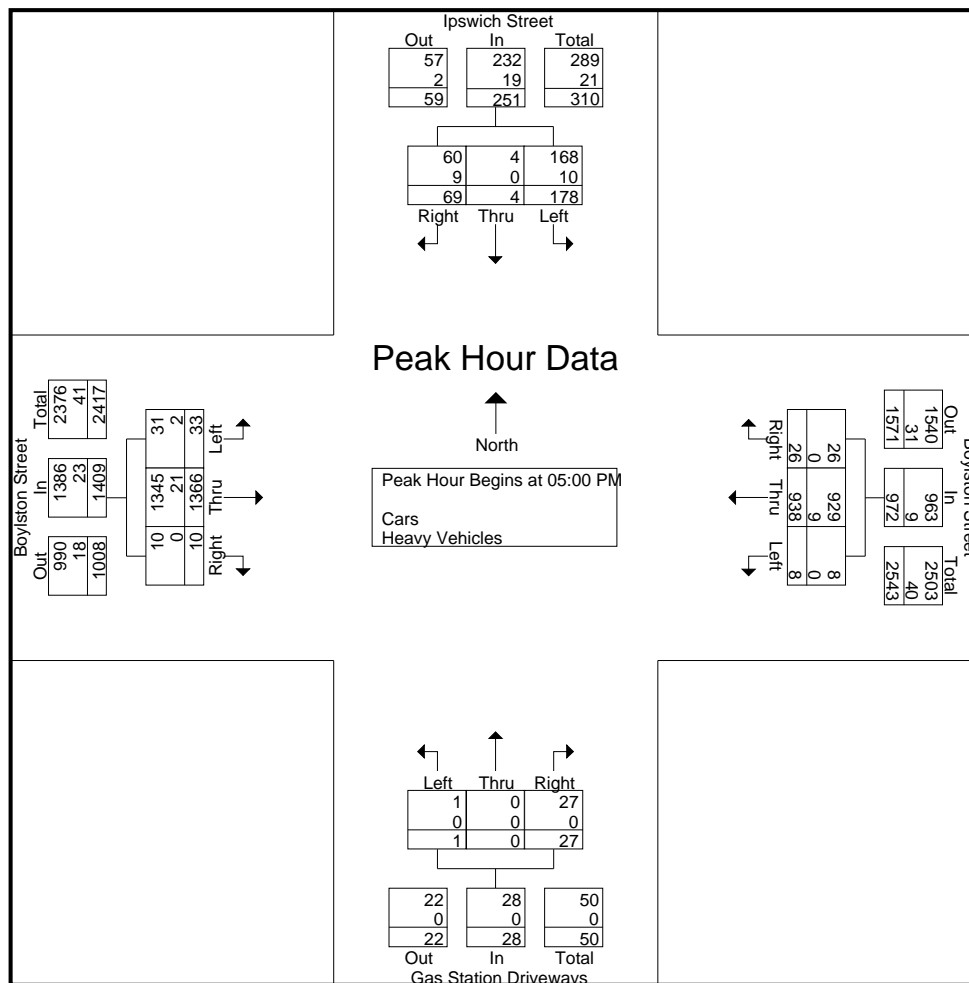 Ipswich Street
Out In Total
57 232 289
2 19 21
59 251 310
60 4 168
9 0 10
69 4 178
Right Thru Left
Peak Hour Data
North
Peak Hour Begins at 05:00 PM
Cars
Heavy Vehicles
Boylston Street
Out In Total
990 1386 2376
18 23 41
1008 1409 2417
Right Thru Left
10 1345 31
0 21 2
10 1366 33
Boylston Street
Out In Total
1540 963 2503
31 9 40
1571 972 2543
Right Thru Left
26 929 8
0 9 0
26 938 8
Left Thru Right
1 0 27
0 0 0
1 0 27
22 28 50
0 0 0
22 28 50
Out In Total
Gas Station Driveways